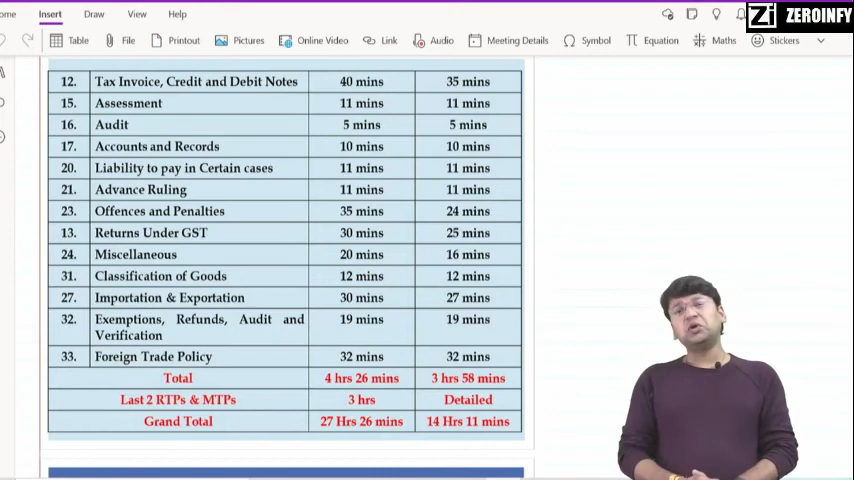 ome Insert Draw View Help
Zi ZEROINFY
Table File Printout Pictures Online Video Link Audio Meeting Details Symbol Equation Maths Stickers
12. Tax Invoice, Credit and Debit Notes 40 mins 35 mins
15. Assessment 11 mins 11 mins
16. Audit 5 mins 5 mins
17. Accounts and Records 10 mins 10 mins
20. Liability to pay in Certain cases 11 mins 11 mins
21. Advance Ruling 11 mins 11 mins
23. Offences and Penalties 35 mins 24 mins
13. Returns Under GST 30 mins 25 mins
24. Miscellaneous 20 mins 16 mins
31. Classification of Goods 12 mins 12 mins
27. Importation & Exportation 30 mins 27 mins
32. Exemptions, Refunds, Audit and 19 mins 19 mins
Verification
33. Foreign Trade Policy 32 mins 32 mins
Total 4 hrs 26 mins 3 hrs 58 mins
Last 2 RTPs & MTPs 3 hrs Detailed
Grand Total 27 Hrs 26 mins 14 Hrs 11 mins